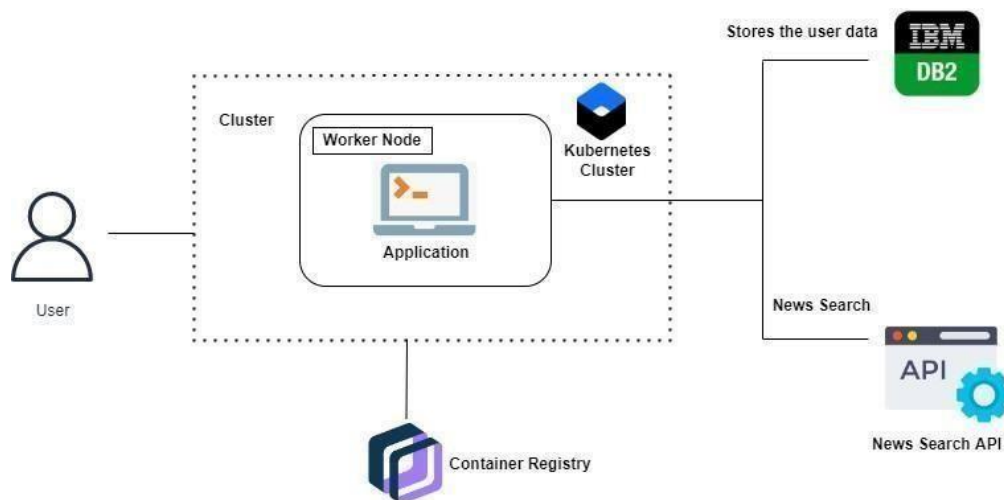 Stores the user data
IBM
DB2
Cluster
Worker Node
Kubernetes
Cluster
Application
User
News Search
API
News Search API
Container Registry